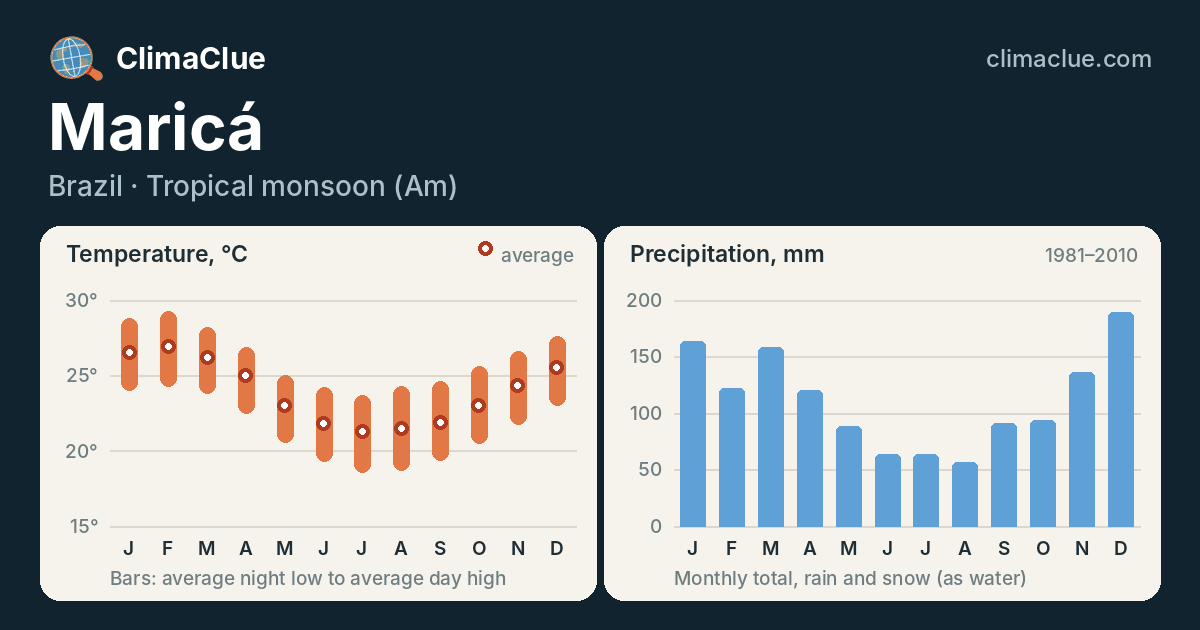 ClimaClue
climaclue.com
Maricá
Brazil · Tropical monsoon (Am)
Temperature, °C
average
30°
25°
20°
15°
J F M A M J J A S O N D
Bars: average night low to average day high
Precipitation, mm
1981–2010
200
150
100
50
0
J F M A M J J A S O N D
Monthly total, rain and snow (as water)